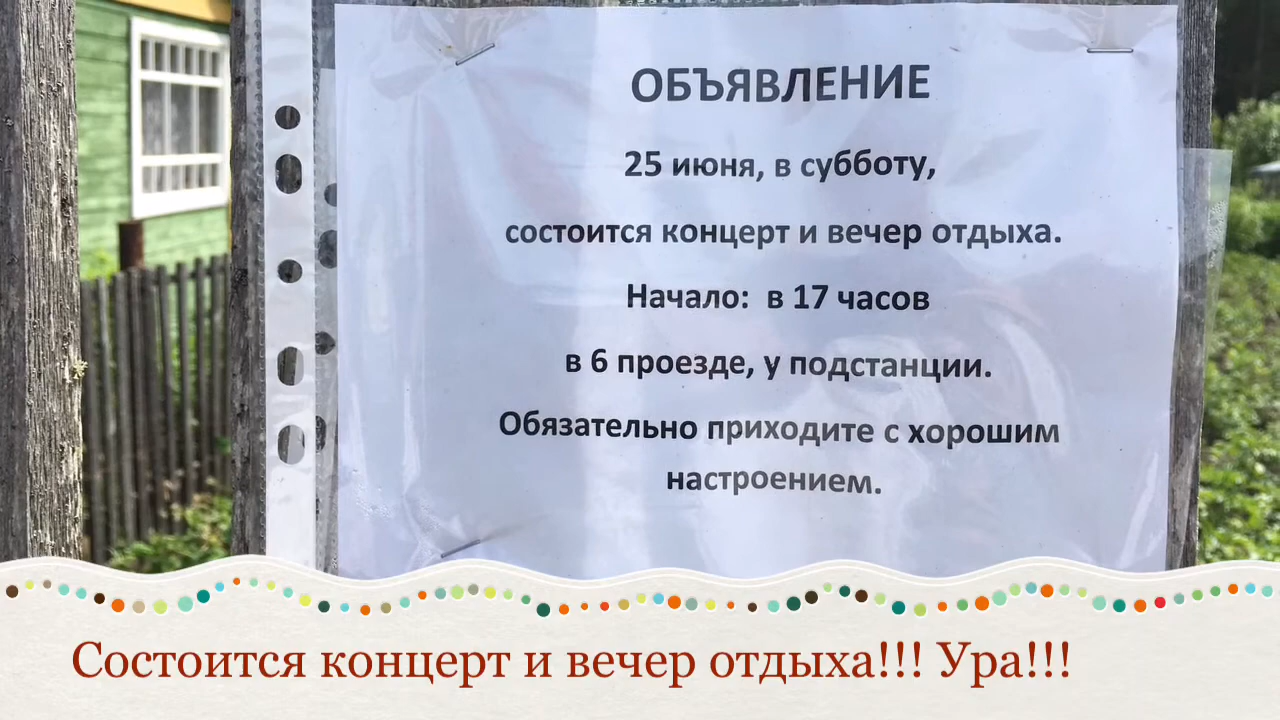 ОБЪЯВЛЕНИЕ
25 июня, в субботу,
состоится концерт и вечер отдыха.
Начало: в 17 часов
в 6 проезде, у подстанции.
Обязательно приходите с хорошим
настроением.
Состоится концерт и вечер отдыха!!! Ура!!!